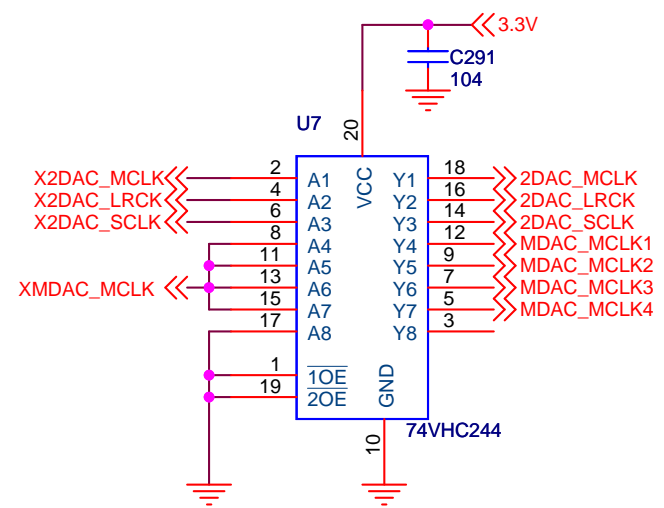 3.3V
C291
104
U7
20
VCC
X2DAC_MCLK 2 A1 Y1 18 2DAC_MCLK
X2DAC_LRCK 4 A2 Y2 16 2DAC_LRCK
X2DAC_SCLK 6 A3 Y3 14 2DAC_SCLK
8 A4 Y4 12 MDAC_MCLK1
11 A5 Y5 9 MDAC_MCLK2
XMDAC_MCLK 13 A6 Y6 7 MDAC_MCLK3
15 A7 Y7 5 MDAC_MCLK4
17 A8 Y8 3
1 1OE
19 2OE
GND
74VHC244
10